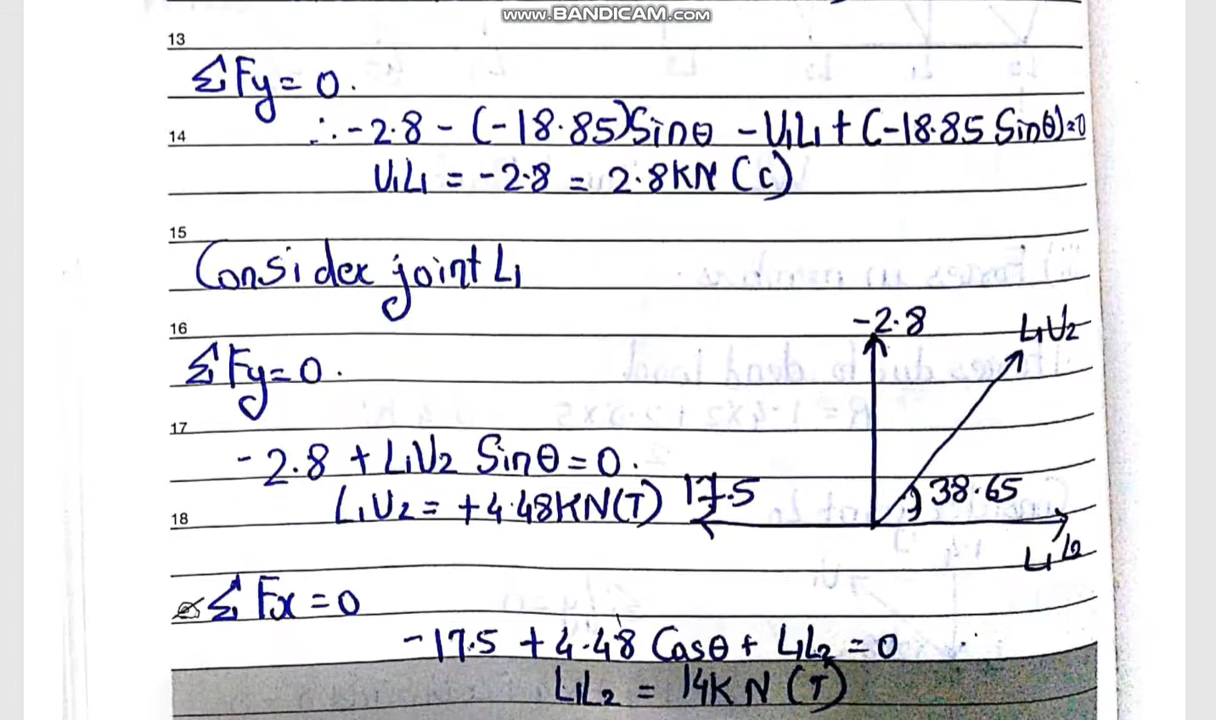 www.BANDICAM.com
13
ΣFy = 0.
14 ∴ -2.8 - (-18.85)Sinθ - U₁L₁ + (-18.85 Sinθ) = 0
U₁L₁ = -2.8 = 2.8KN (C)
15
Consider joint L₁
16 -2.8 L₁U₂
ΣFy = 0.
17
-2.8 + L₁U₂ Sinθ = 0.
L₁U₂ = +4.48KN(T) 17.5 38.65
18
L₁L₂
ΣFx = 0
-17.5 + 4.48 Cosθ + L₁L₂ = 0
L₁L₂ = 14KN (T)